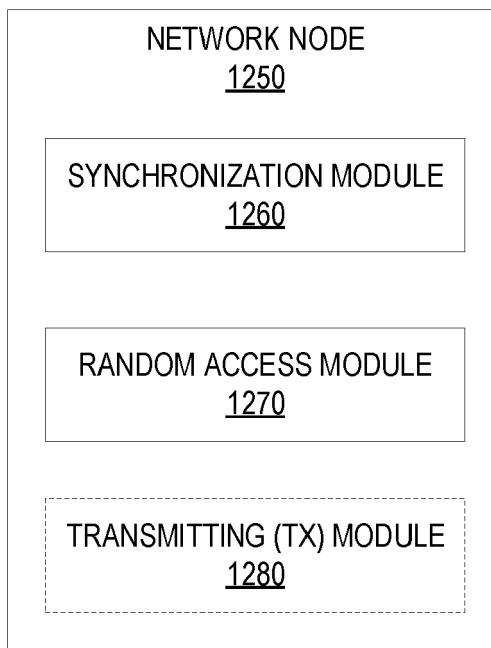 NETWORK NODE
1250
SYNCHRONIZATION MODULE
1260
RANDOM ACCESS MODULE
1270
TRANSMITTING (TX) MODULE
1280